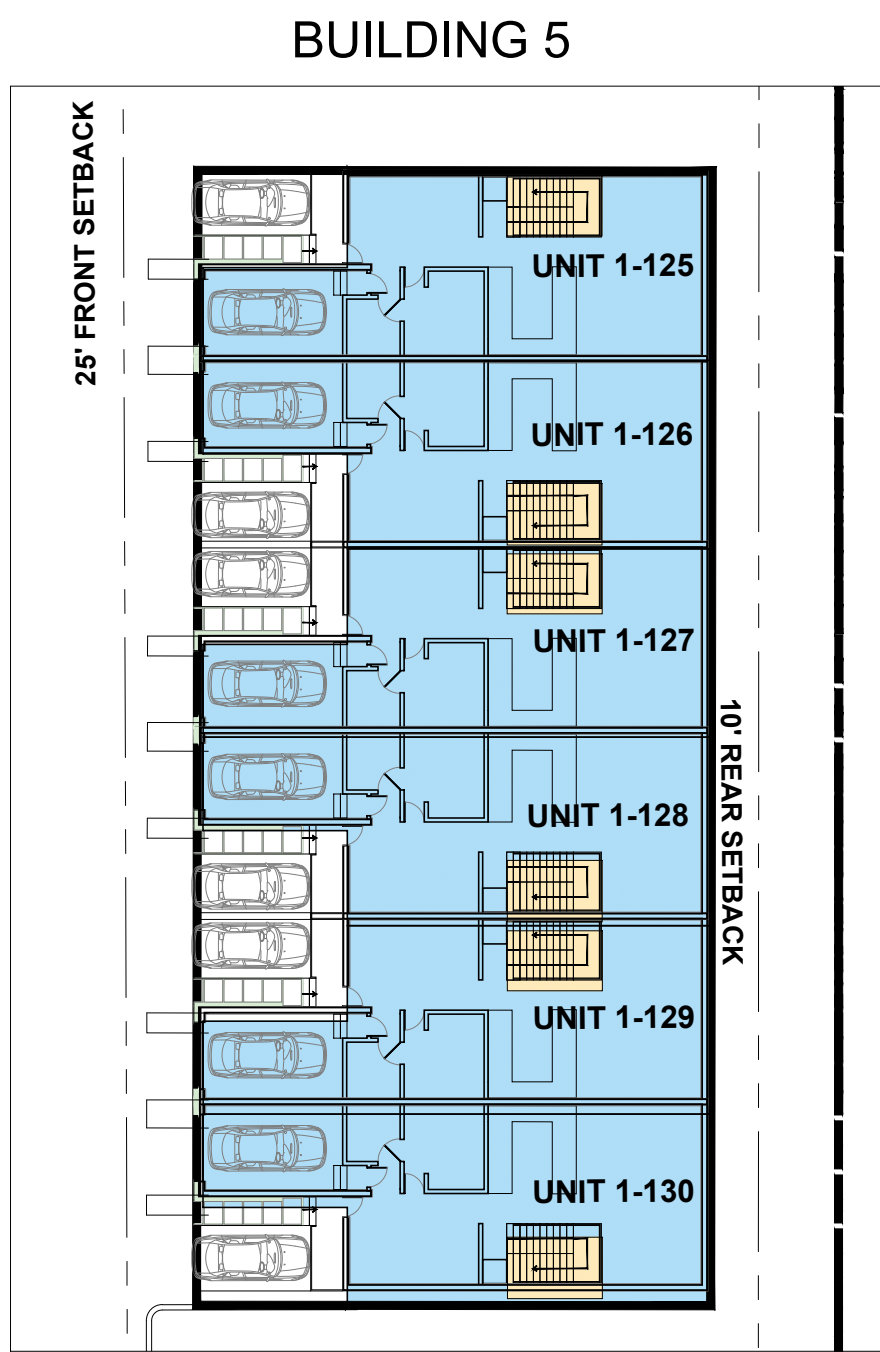 BUILDING 5
25' FRONT SETBACK
UNIT 1-125
UNIT 1-126
UNIT 1-127
10' REAR SETBACK
UNIT 1-128
UNIT 1-129
UNIT 1-130